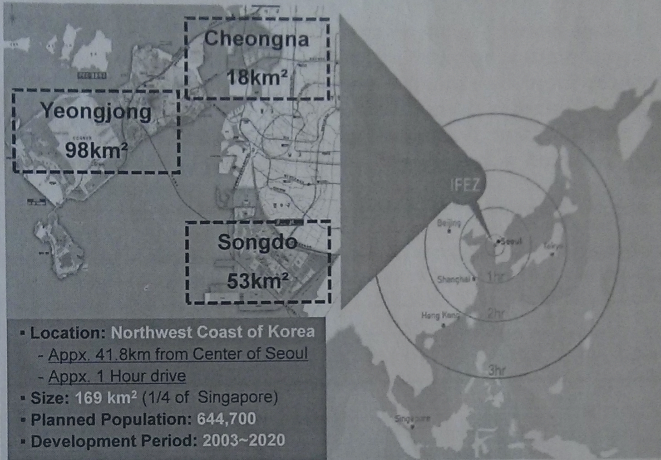 Cheongna
18km²
Yeongjong
98km²
Songdo
53km²
IFEZ
Beijing
Seoul
Tokyo
Shanghai
1hr
Hang Kong
2hr
3hr
Singapore
▪ Location: Northwest Coast of Korea
- Appx. 41.8km from Center of Seoul
- Appx. 1 Hour drive
▪ Size: 169 km² (1/4 of Singapore)
▪ Planned Population: 644,700
▪ Development Period: 2003~2020